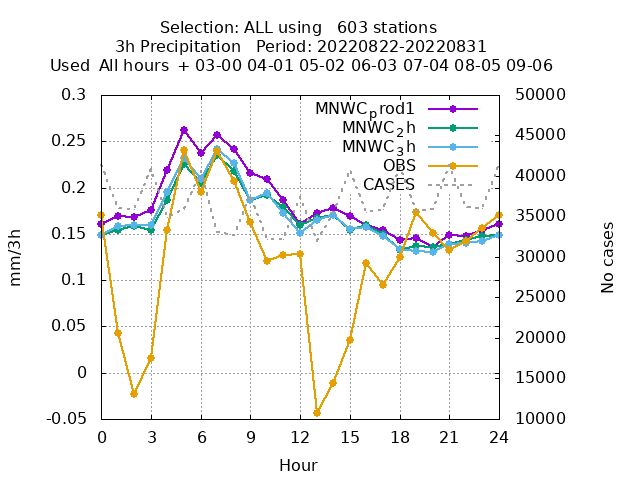 Selection: ALL using   603 stations
3h Precipitation   Period: 20220822-20220831
Used  All hours  + 03-00 04-01 05-02 06-03 07-04 08-05 09-06
0.3
0.25
0.2
0.15
0.1
0.05
0
-0.05
50000
45000
40000
35000
30000
25000
20000
15000
10000
0 3 6 9 12 15 18 21 24
mm/3h
No cases
Hour
MNWCprod1
MNWC2h
MNWC3h
OBS
CASES